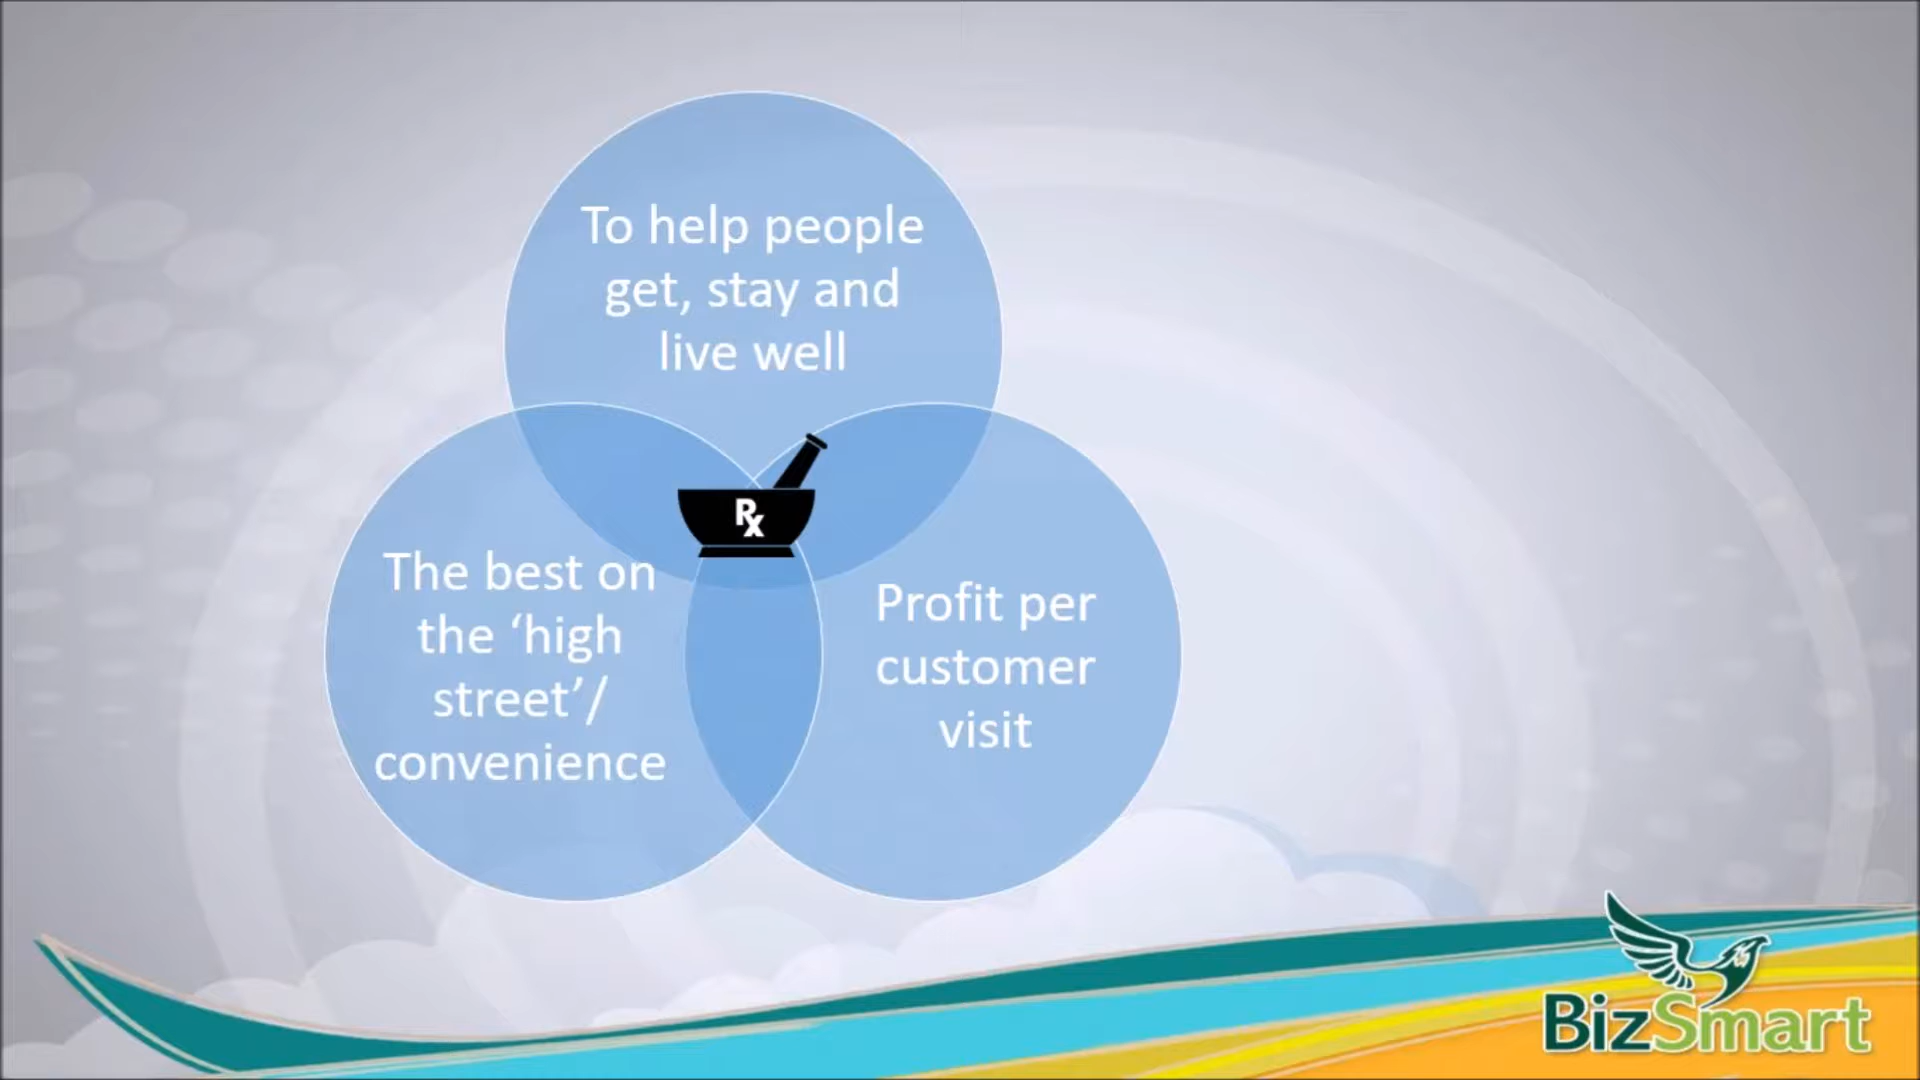 To help people
get, stay and
live well
Rx
The best on
the ‘high
street’/
convenience
Profit per
customer
visit
BizSmart